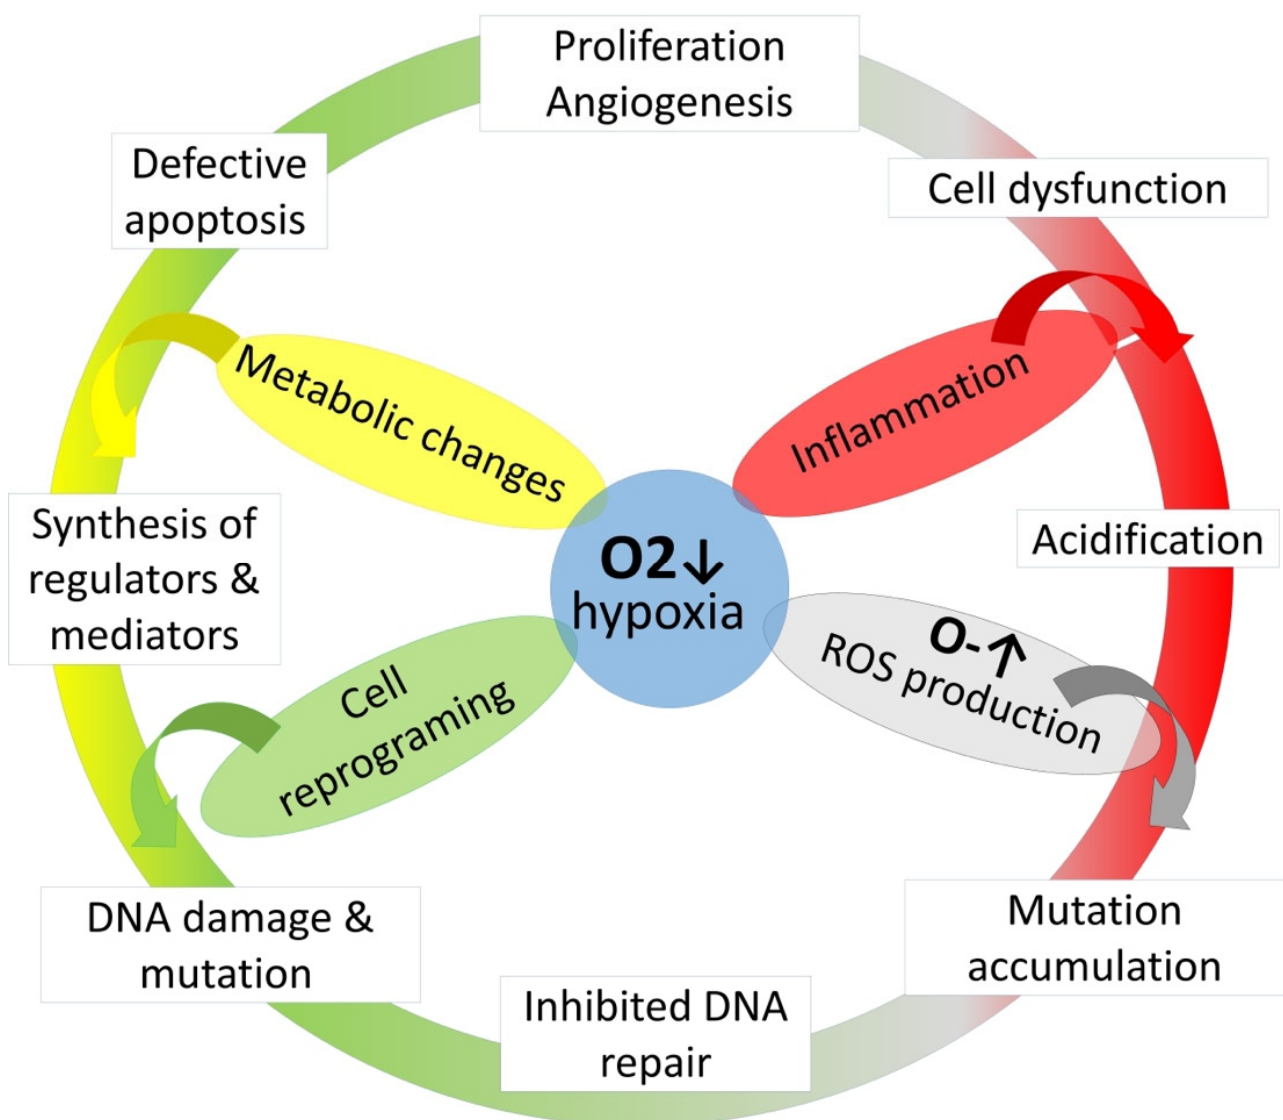 Proliferation
Angiogenesis
Defective
apoptosis
Cell dysfunction
Metabolic changes
Inflammation
Synthesis of
regulators &
mediators
O2↓
hypoxia
Acidification
O-↑
ROS production
Cell
reprograming
DNA damage &
mutation
Mutation
accumulation
Inhibited DNA
repair